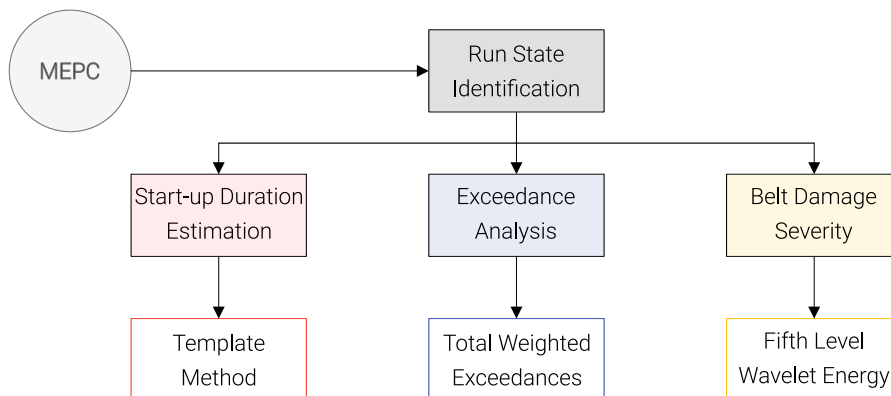 MEPC
Run State
Identification
Start-up Duration
Estimation
Exceedance
Analysis
Belt Damage
Severity
Template
Method
Total Weighted
Exceedances
Fifth Level
Wavelet Energy